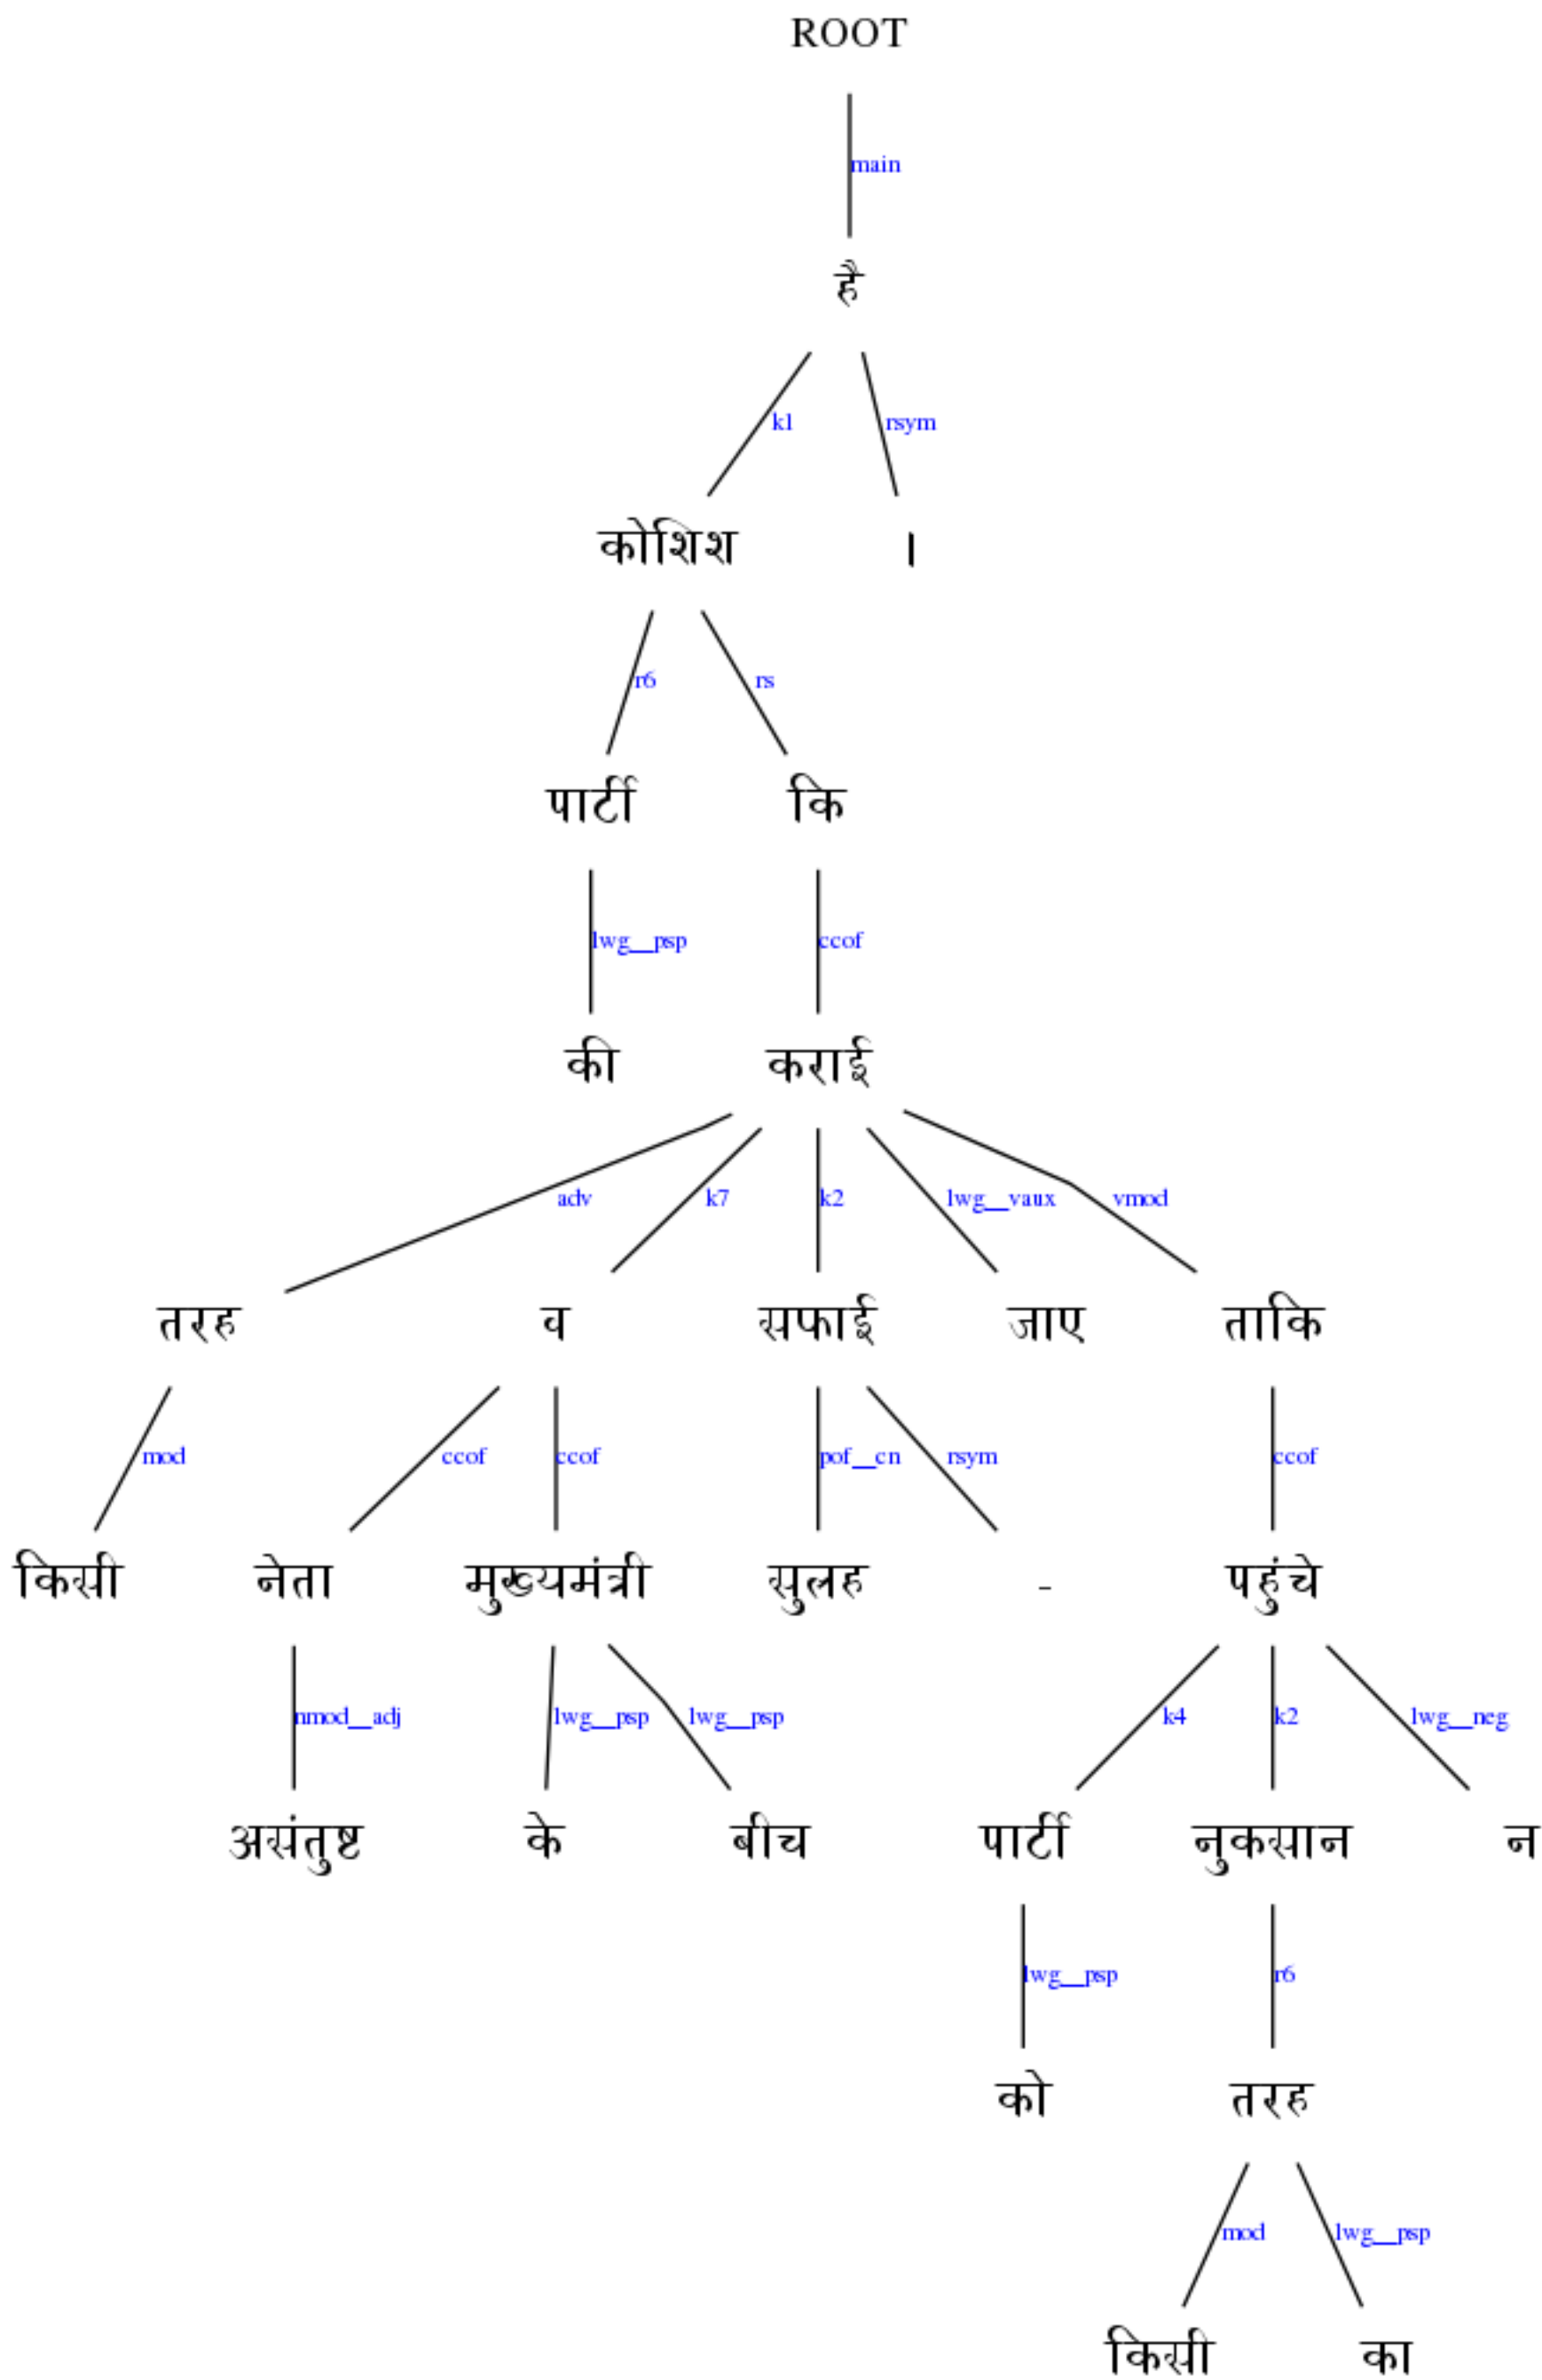 ROOT
main
है
k1 rsym
कोशिश ।
r6 rs
पार्टी कि
lwg__psp ccof
की कराई
adv k7 k2 lwg__vaux vmod
तरह व सफाई जाए ताकि
mod ccof ccof pof__cn rsym ccof
किसी नेता मुख्यमंत्री सुलह - पहुंचे
nmod__adj lwg__psp lwg__psp k4 k2 lwg__neg
असंतुष्ट के बीच पार्टी नुकसान न
lwg__psp r6
को तरह
mod lwg__psp
किसी का